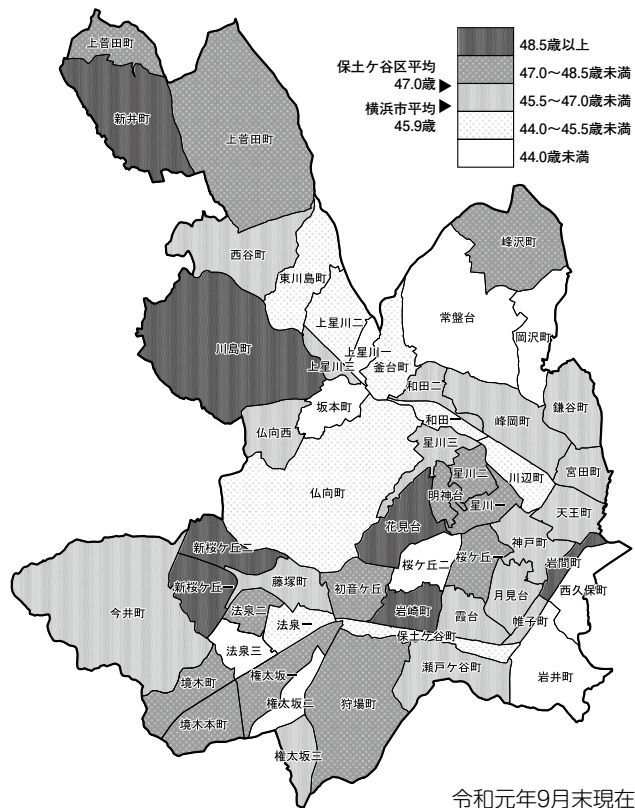 上菅田町
新井町
上菅田町
保土ケ谷区平均
47.0歳
横浜市平均
45.9歳
48.5歳以上
47.0～48.5歳未満
45.5～47.0歳未満
44.0～45.5歳未満
44.0歳未満
西谷町
東川島町
峰沢町
常盤台
岡沢町
川島町
上星川二
上星川一
上星川三
釜台町
坂本町
和田二
鎌谷町
仏向西
和田一
峰岡町
星川三
仏向町
星川二
川辺町
宮田町
明神台
星川一
天王町
花見台
神戸町
新桜ケ丘二
桜ケ丘二
桜ケ丘一
岩間町
新桜ケ丘一
藤塚町
初音ケ丘
月見台
西久保町
今井町
法泉二
岩崎町
霞台
帷子町
法泉一
保土ケ谷町
法泉三
瀬戸ケ谷町
境木町
権太坂一
岩井町
権太坂二
狩場町
境木本町
権太坂三
令和元年9月末現在